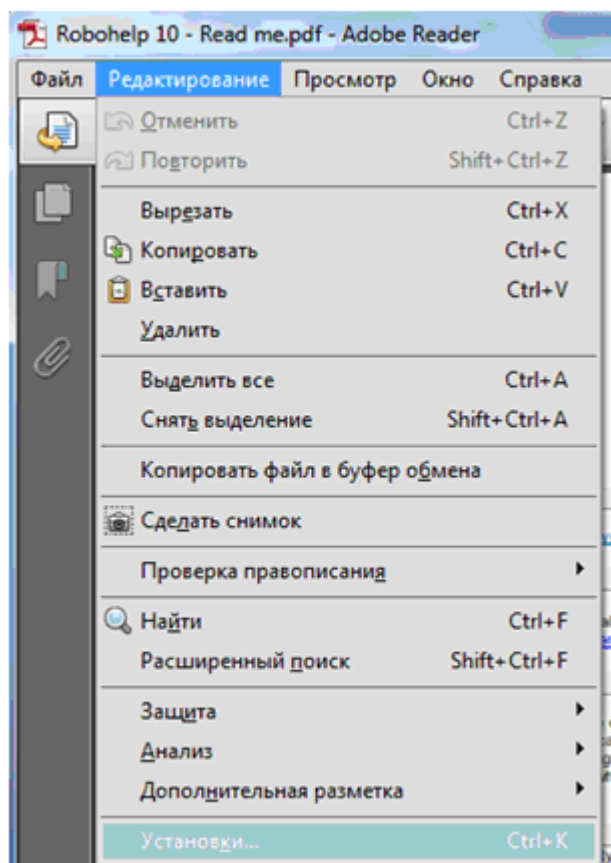 Robohelp 10 - Read me.pdf - Adobe Reader
Файл Редактирование Просмотр Окно Справка
Отменить Ctrl+Z
Повторить Shift+Ctrl+Z
Вырезать Ctrl+X
Копировать Ctrl+C
Вставить Ctrl+V
Удалить
Выделить все Ctrl+A
Снять выделение Shift+Ctrl+A
Копировать файл в буфер обмена
Сделать снимок
Проверка правописания
Найти Ctrl+F
Расширенный поиск Shift+Ctrl+F
Защита
Анализ
Дополнительная разметка
Установки... Ctrl+K